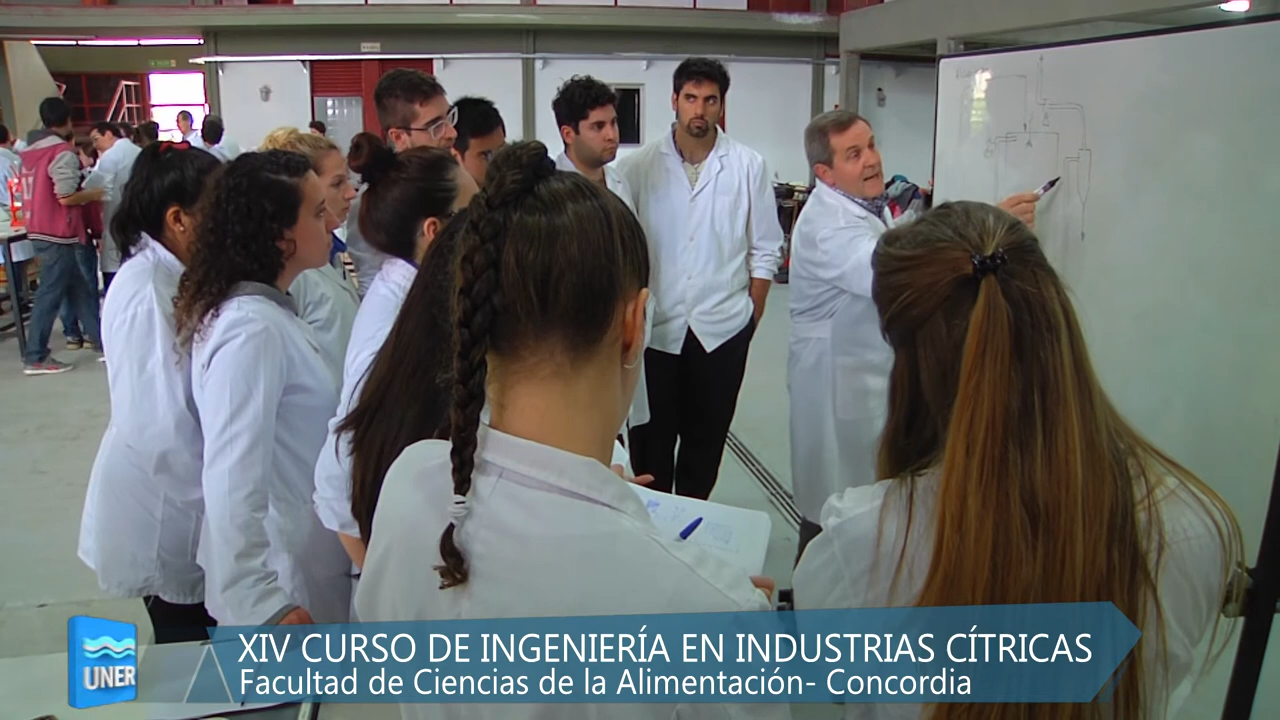 XIV CURSO DE INGENIERÍA EN INDUSTRIAS CÍTRICAS
Facultad de Ciencias de la Alimentación- Concordia
UNER